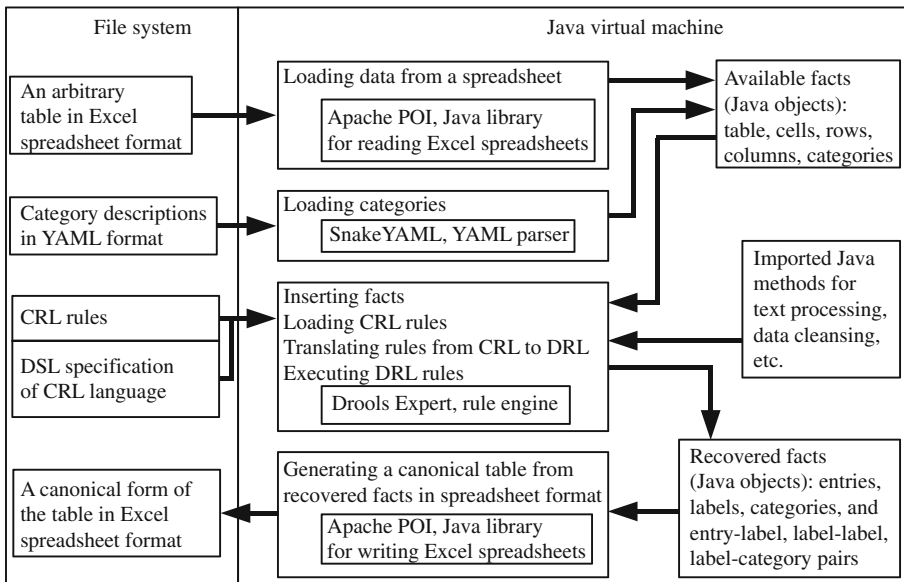 File system
Java virtual machine
An arbitrary
table in Excel
spreadsheet format
Loading data from a spreadsheet
Apache POI, Java library
for reading Excel spreadsheets
Available facts
(Java objects):
table, cells, rows,
columns, categories
Category descriptions
in YAML format
Loading categories
SnakeYAML, YAML parser
Imported Java
methods for
text processing,
data cleansing,
etc.
CRL rules
DSL specification
of CRL language
Inserting facts
Loading CRL rules
Translating rules from CRL to DRL
Executing DRL rules
Drools Expert, rule engine
Recovered facts
(Java objects): entries,
labels, categories, and
entry-label, label-label,
label-category pairs
Generating a canonical table from
recovered facts in spreadsheet format
Apache POI, Java library
for writing Excel spreadsheets
A canonical form of
the table in Excel
spreadsheet format